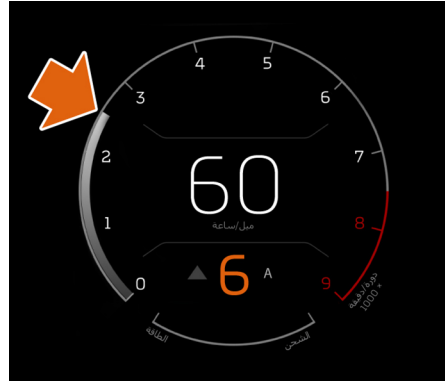 4 5
3 6
2 7
60
1 8
ميل/ساعة
0 6 A 9
دورة/دقيقة
1000 ×
الطاقة الشحن